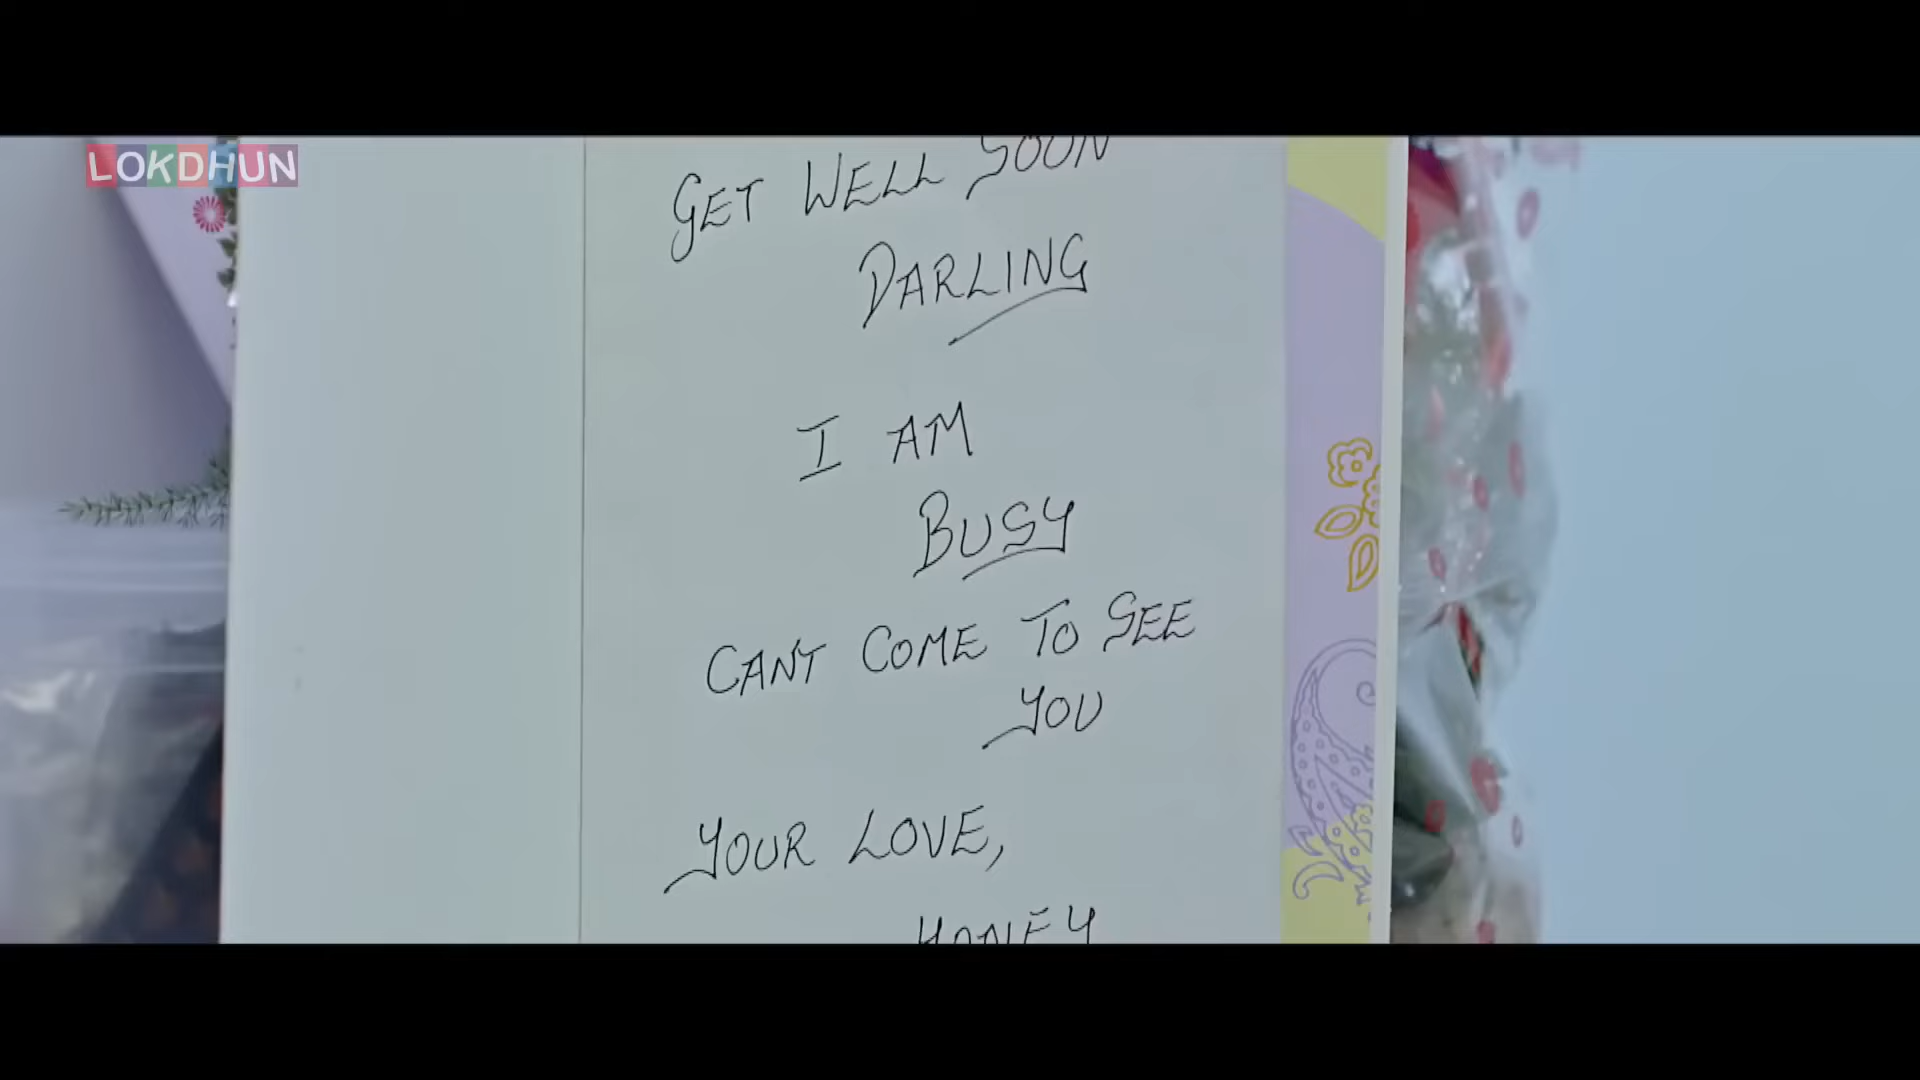 LOKDHUN
GET WELL SOON
DARLING
I AM
BUSY
CANT COME TO SEE
YOU
YOUR LOVE,
HONEY